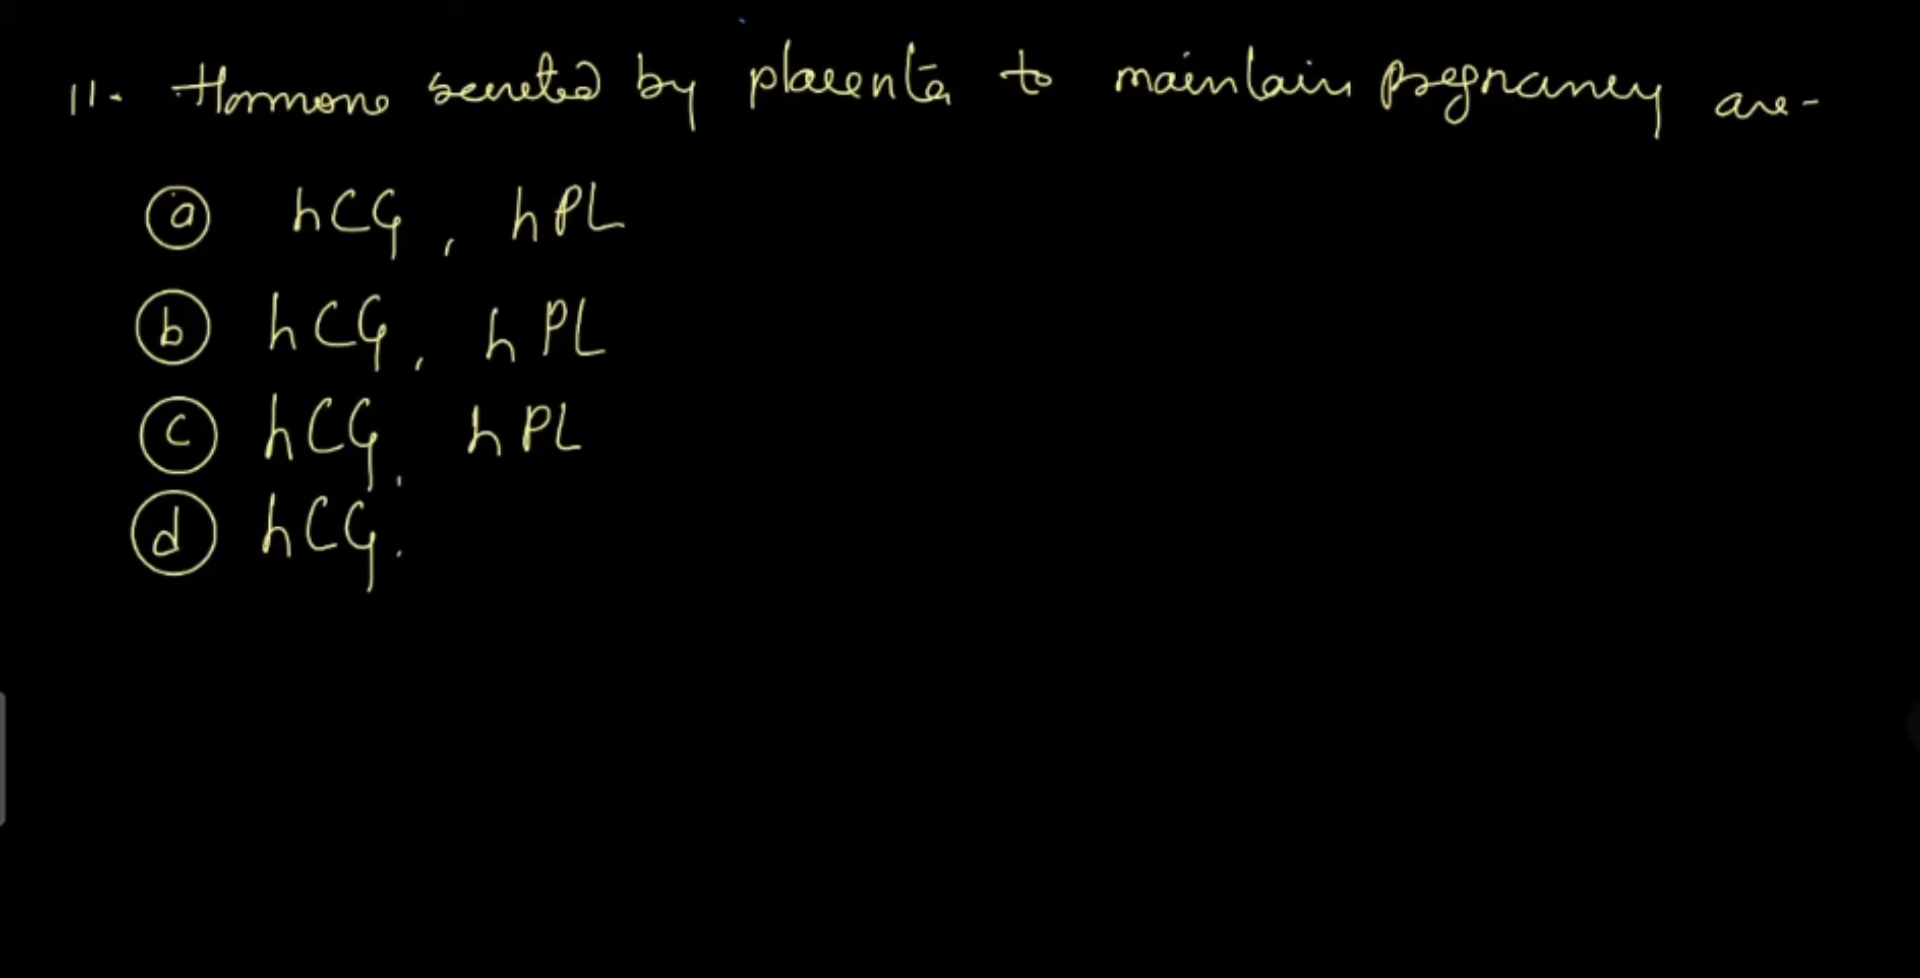 11. Hormone secreted by placenta to maintain pregnancy are-
(a) hCG, hPL
(b) hCG, hPL
(c) hCG, hPL
(d) hCG.